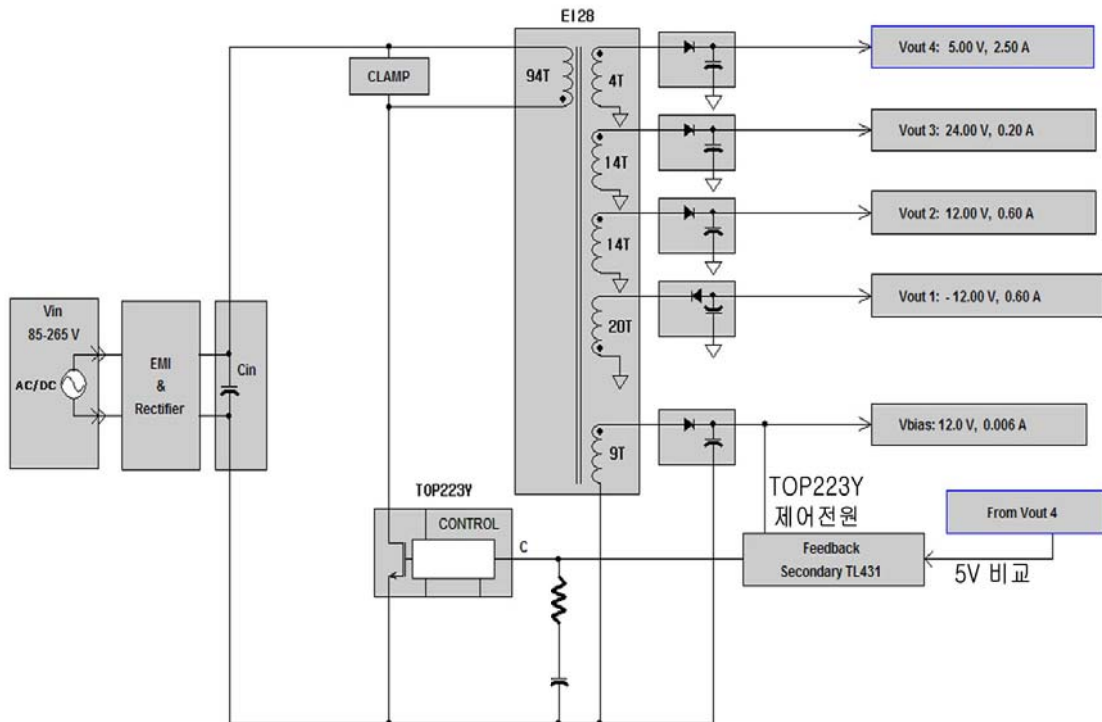 EI28
94T
4T
14T
14T
20T
9T
CLAMP
Vout 4: 5.00 V, 2.50 A
Vout 3: 24.00 V, 0.20 A
Vout 2: 12.00 V, 0.60 A
Vout 1: - 12.00 V, 0.60 A
Vin
85-265 V
AC/DC
EMI
&
Rectifier
Cin
Vbias: 12.0 V, 0.006 A
TOP223Y
CONTROL
C
TOP223Y
제어전원
From Vout 4
Feedback
Secondary TL431
5V 비교